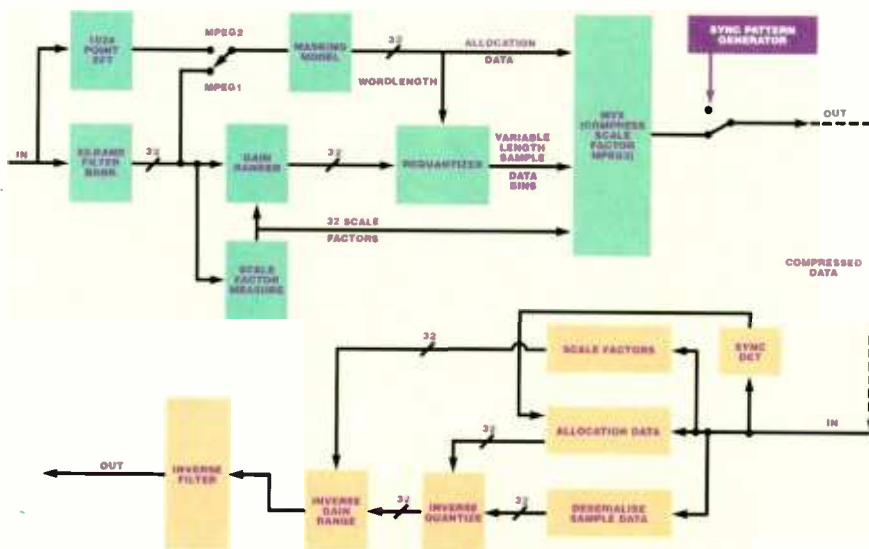 1024
POINT
FFT
MPEG2
MPEG1
MASKING
MODEL
32
WORDLENGTH
ALLOCATION
DATA
SYNC PATTERN
GENERATOR
IN
32-BAND
FILTER
BANK
32
GAIN
RANGER
32
REQUANTIZER
VARIABLE
LENGTH
SAMPLE
DATA
BINS
MUX
(COMPRESS
SCALE
FACTOR
OUT
32 SCALE
FACTORS
SCALE
FACTOR
MEASURE
COMPRESSED
DATA
32
SCALE FACTORS
SYNC
DET
ALLOCATION DATA
32
IN
OUT
INVERSE
FILTER
INVERSE
GAIN
RANGE
32
INVERSE
QUANTIZE
32
DESERIALISE
SAMPLE DATA